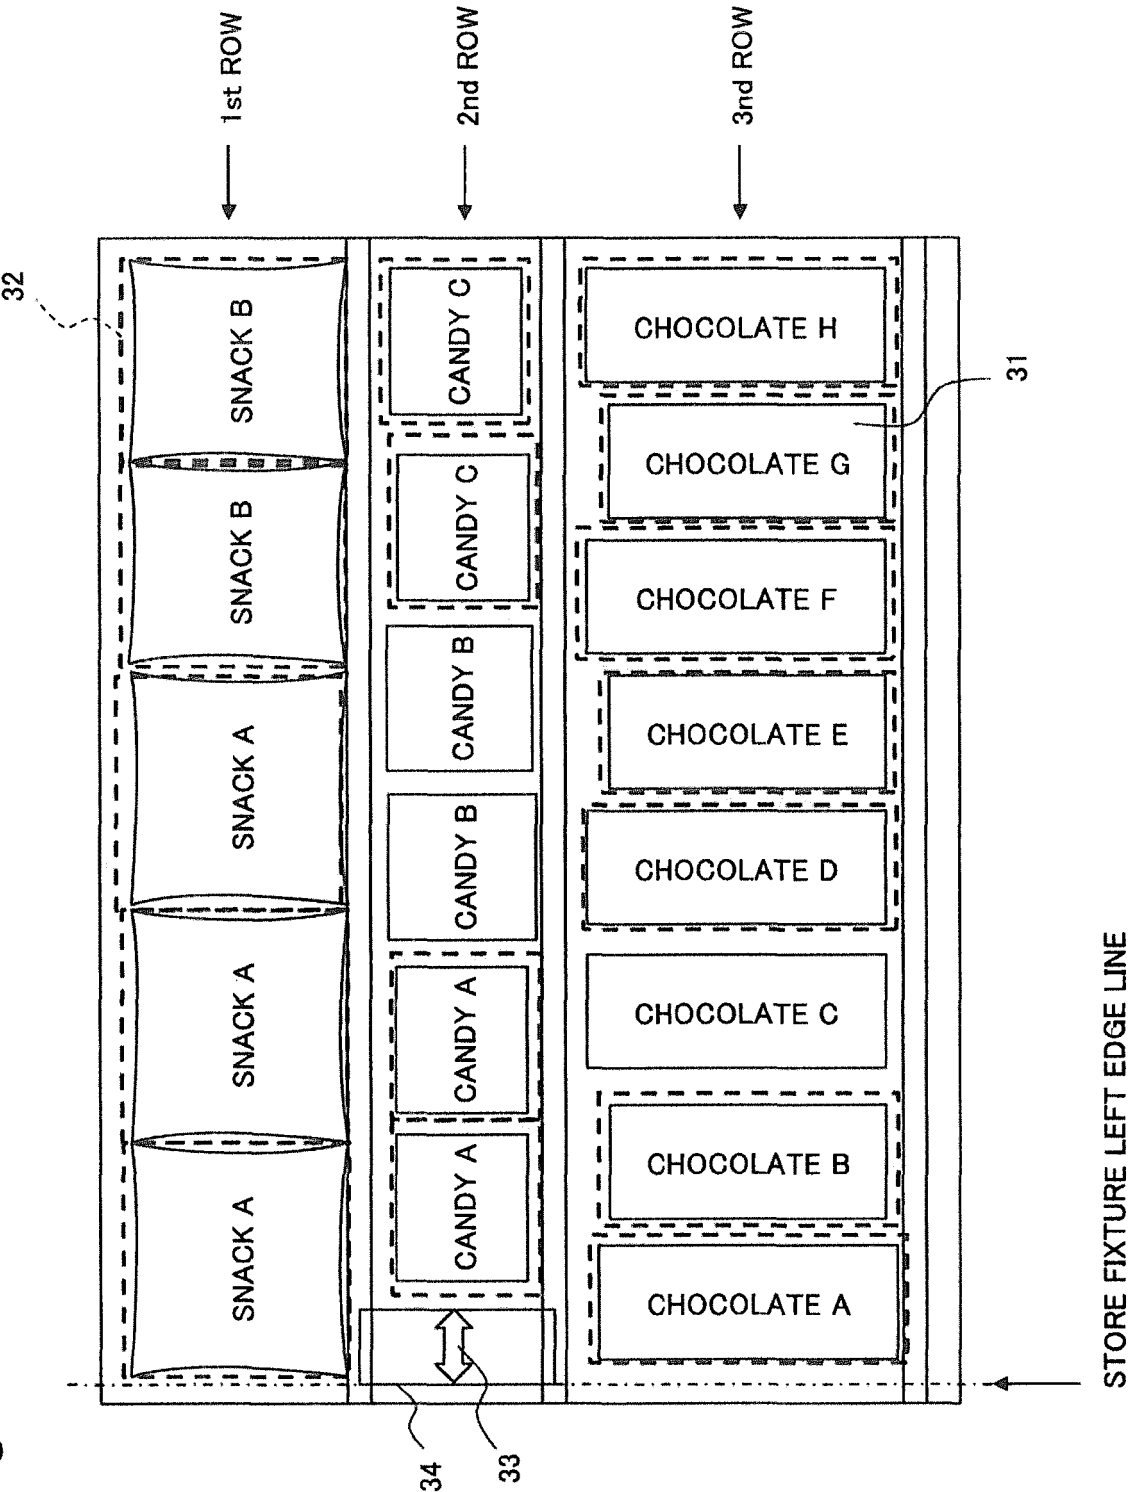 32
SNACK A
SNACK A
SNACK A
SNACK B
SNACK B
1st ROW
34
33
CANDY A
CANDY A
CANDY B
CANDY B
CANDY C
CANDY C
2nd ROW
CHOCOLATE A
CHOCOLATE B
CHOCOLATE C
CHOCOLATE D
CHOCOLATE E
CHOCOLATE F
CHOCOLATE G
CHOCOLATE H
3nd ROW
31
STORE FIXTURE LEFT EDGE LINE